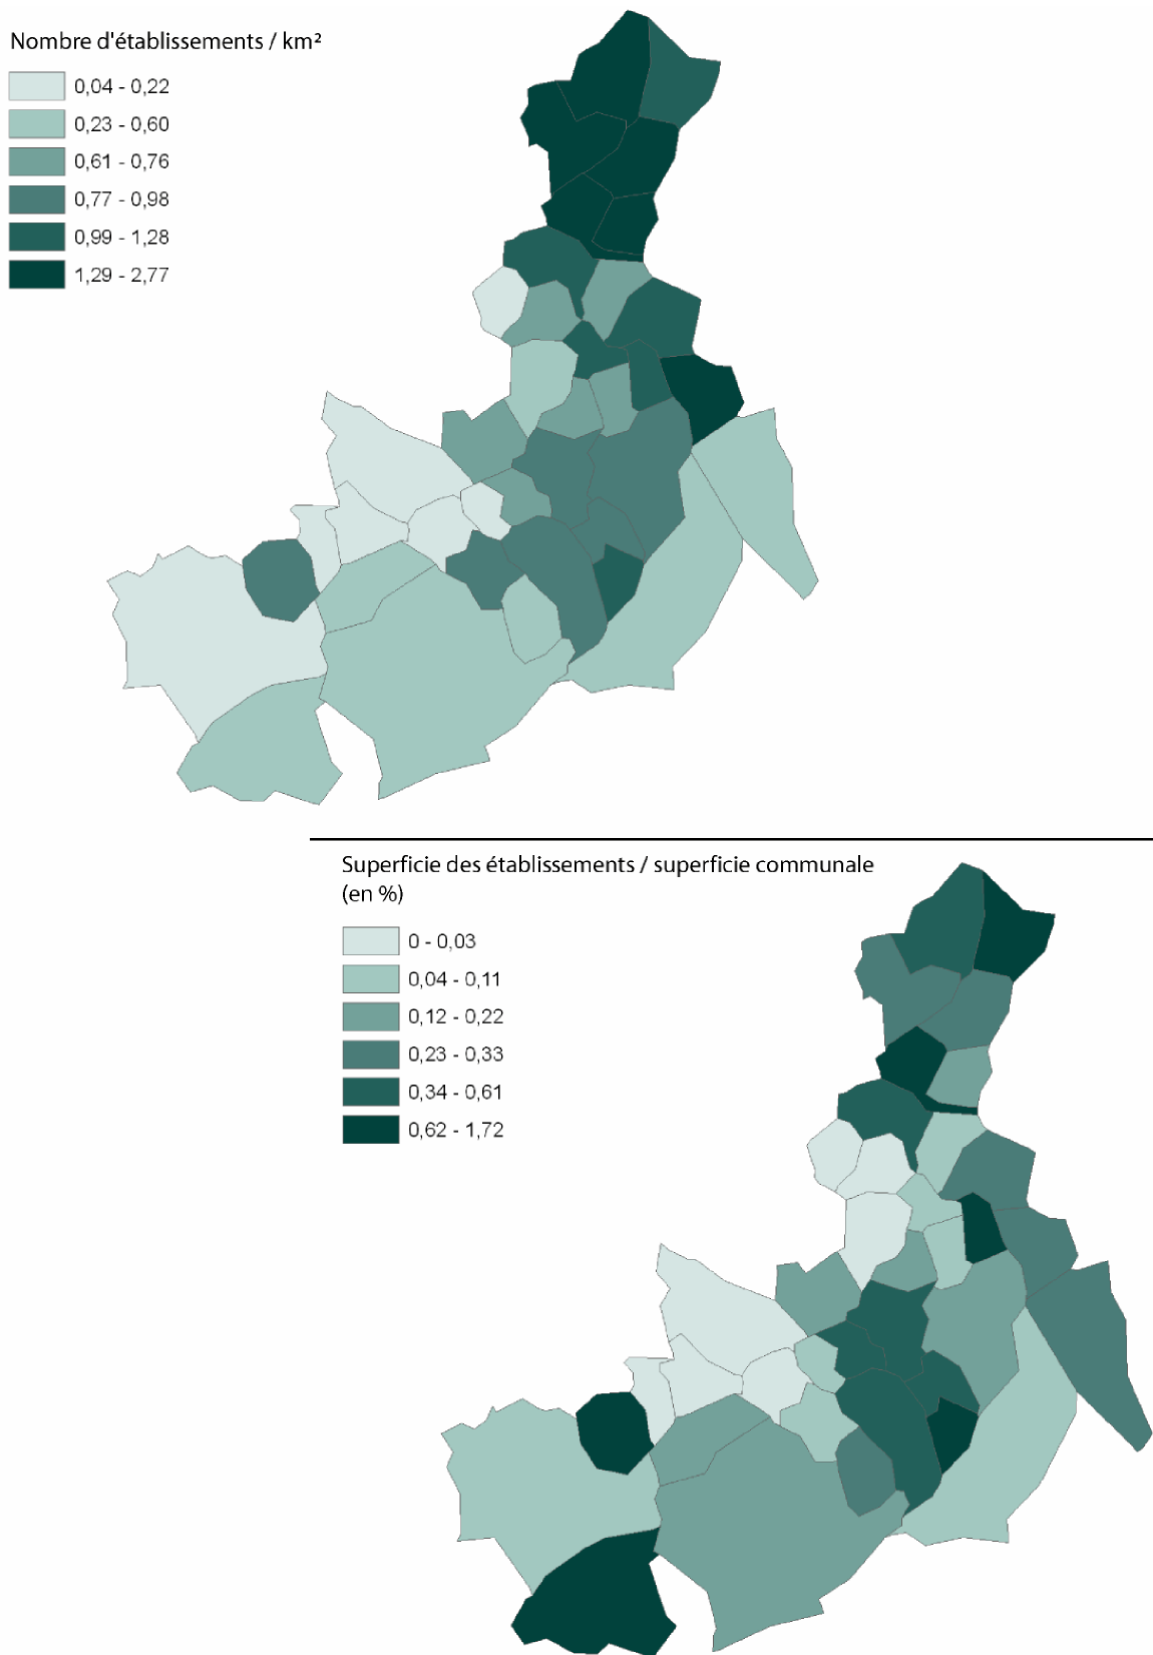 Nombre d'établissements / km²
0,04 - 0,22
0,23 - 0,60
0,61 - 0,76
0,77 - 0,98
0,99 - 1,28
1,29 - 2,77
Superficie des établissements / superficie communale
(en %)
0 - 0,03
0,04 - 0,11
0,12 - 0,22
0,23 - 0,33
0,34 - 0,61
0,62 - 1,72